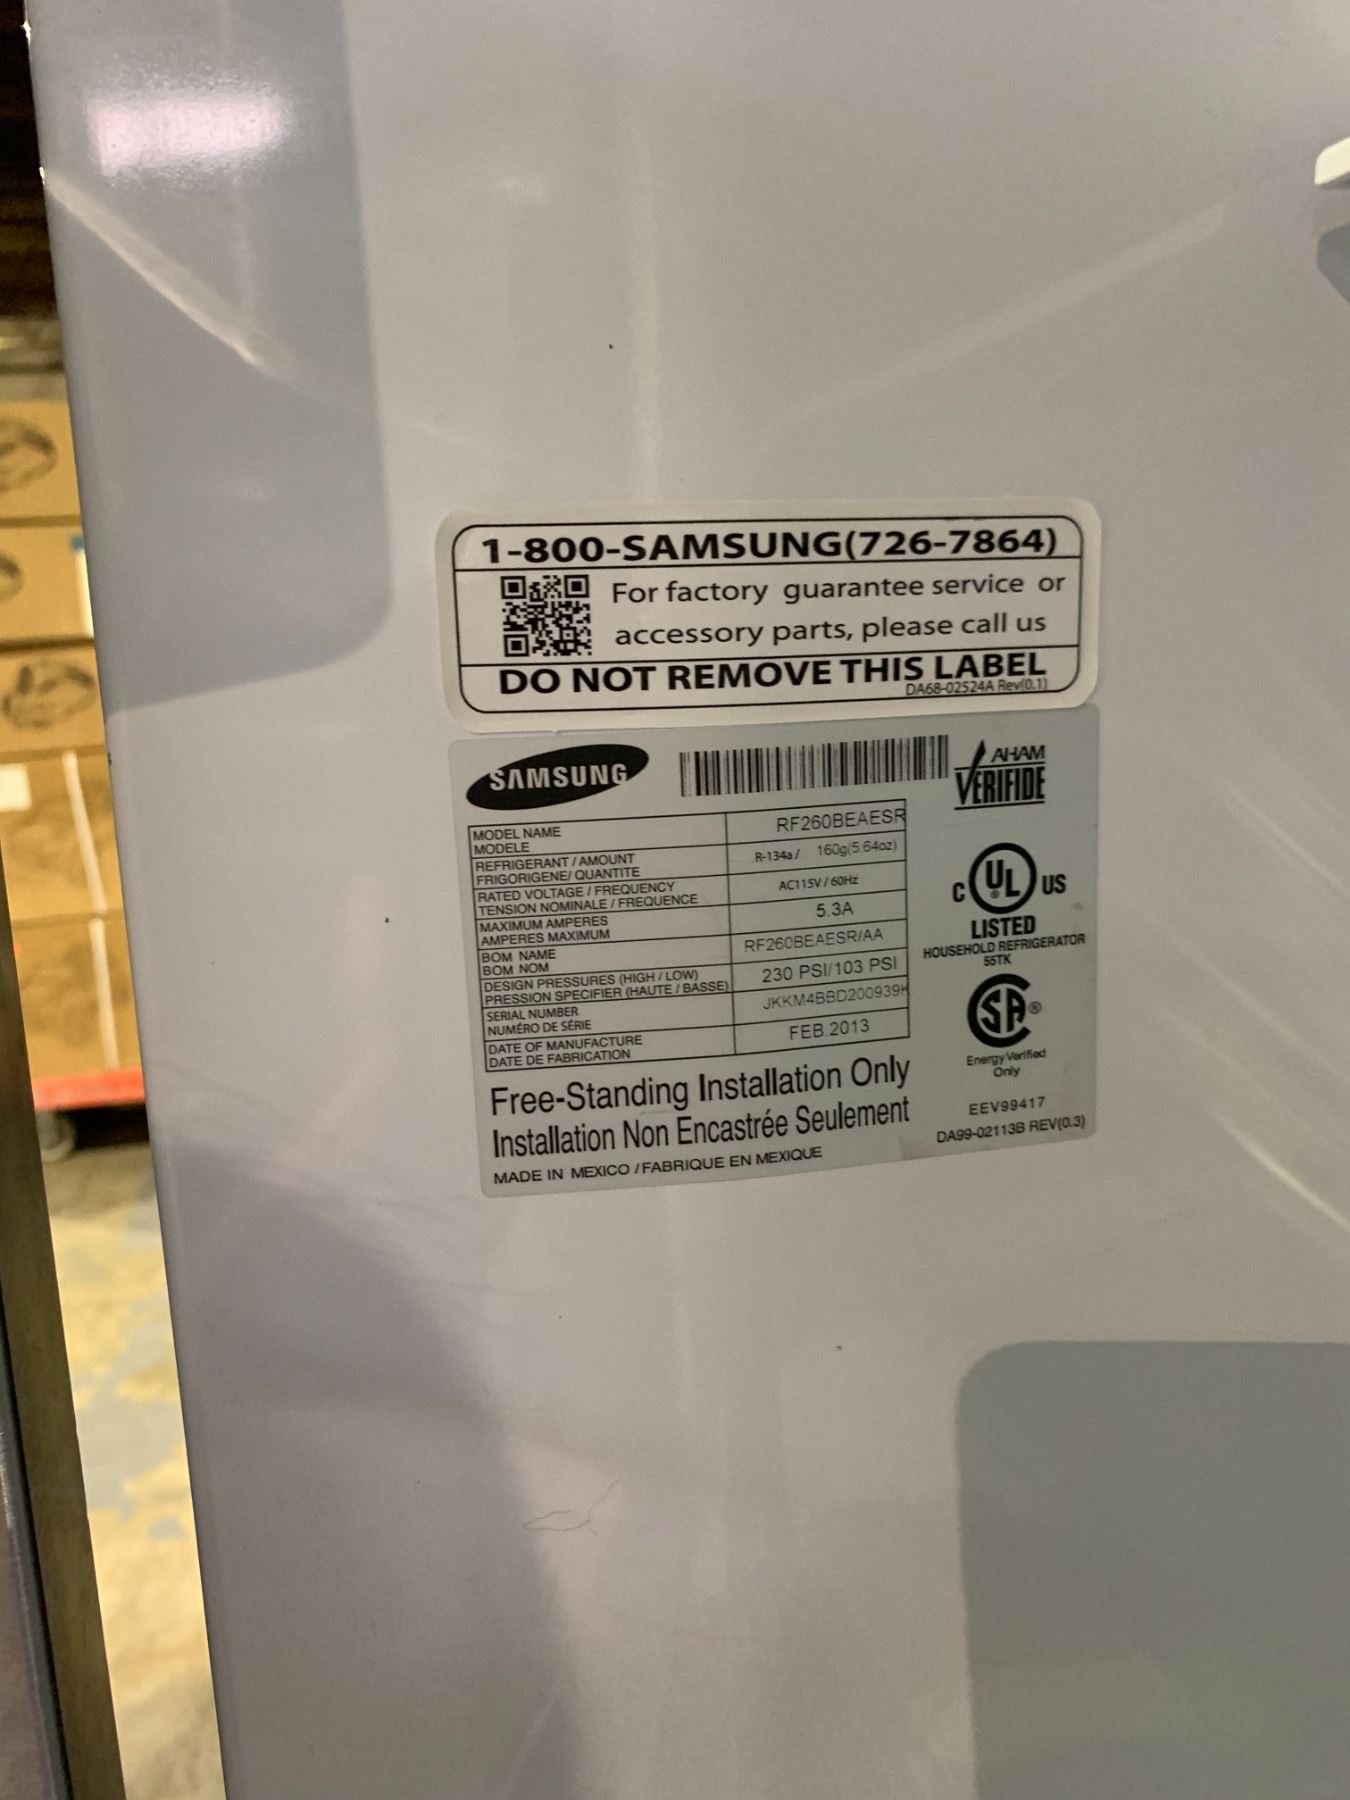 1-800-SAMSUNG(726-7864)
For factory guarantee service or
accessory parts, please call us
DO NOT REMOVE THIS LABEL
DA68-02524A Rev(0.1)
SAMSUNG
AHAM
VERIFIDE
MODEL NAME
MODELE
RF260BEAESR
REFRIGERANT / AMOUNT
FRIGORIGENE/ QUANTITE
R-134a / 160g(5.64oz)
RATED VOLTAGE / FREQUENCY
TENSION NOMINALE / FREQUENCE
AC115V / 60Hz
MAXIMUM AMPERES
AMPERES MAXIMUM
5.3A
BOM NAME
BOM NOM
RF260BEAESR/AA
DESIGN PRESSURES (HIGH / LOW)
PRESSION SPECIFIER (HAUTE / BASSE)
230 PSI/103 PSI
SERIAL NUMBER
NUMÉRO DE SÉRIE
JKKM4BBD200939
DATE OF MANUFACTURE
DATE DE FABRICATION
FEB.2013
C UL US
®
LISTED
HOUSEHOLD REFRIGERATOR
55TK
SA ®
Energy Verified
Only
EEV99417
DA99-02113B REV(0.3)
Free-Standing Installation Only
Installation Non Encastrée Seulement
MADE IN MEXICO / FABRIQUE EN MEXIQUE